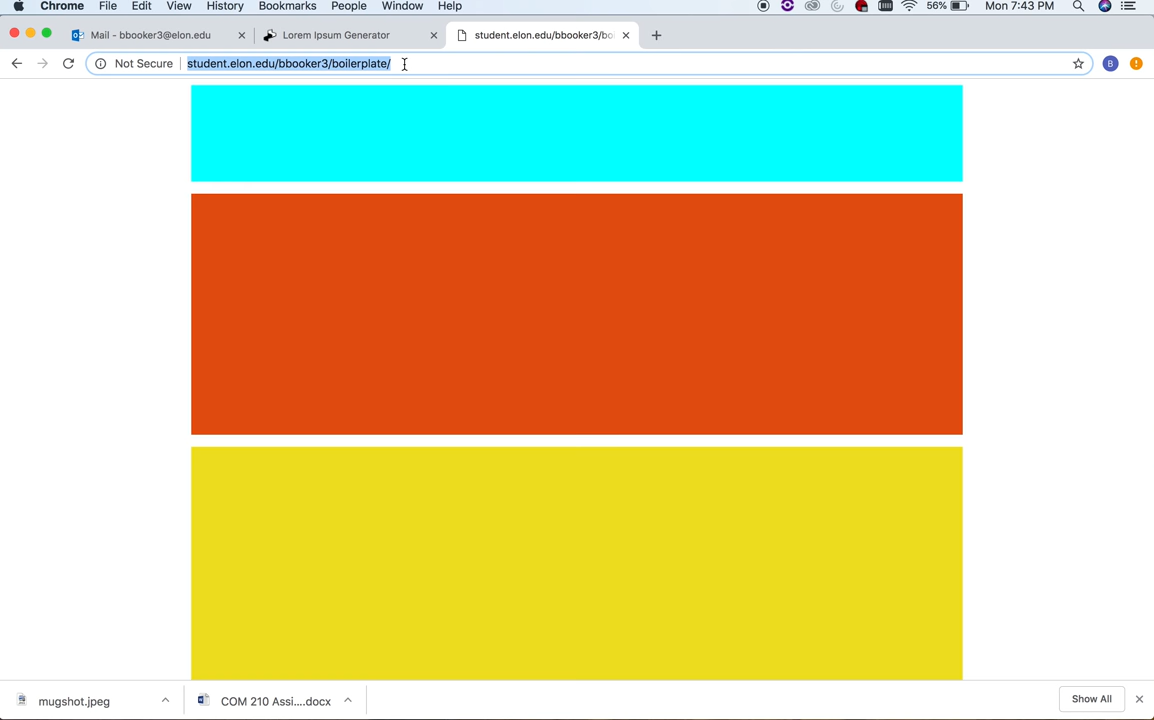 Chrome File Edit View History Bookmarks People Window Help 56% Mon 7:43 PM
Mail - bbooker3@elon.edu Lorem Ipsum Generator student.elon.edu/bbooker3/bo
Not Secure student.elon.edu/bbooker3/boilerplate/ B
mugshot.jpeg COM 210 Assi....docx Show All